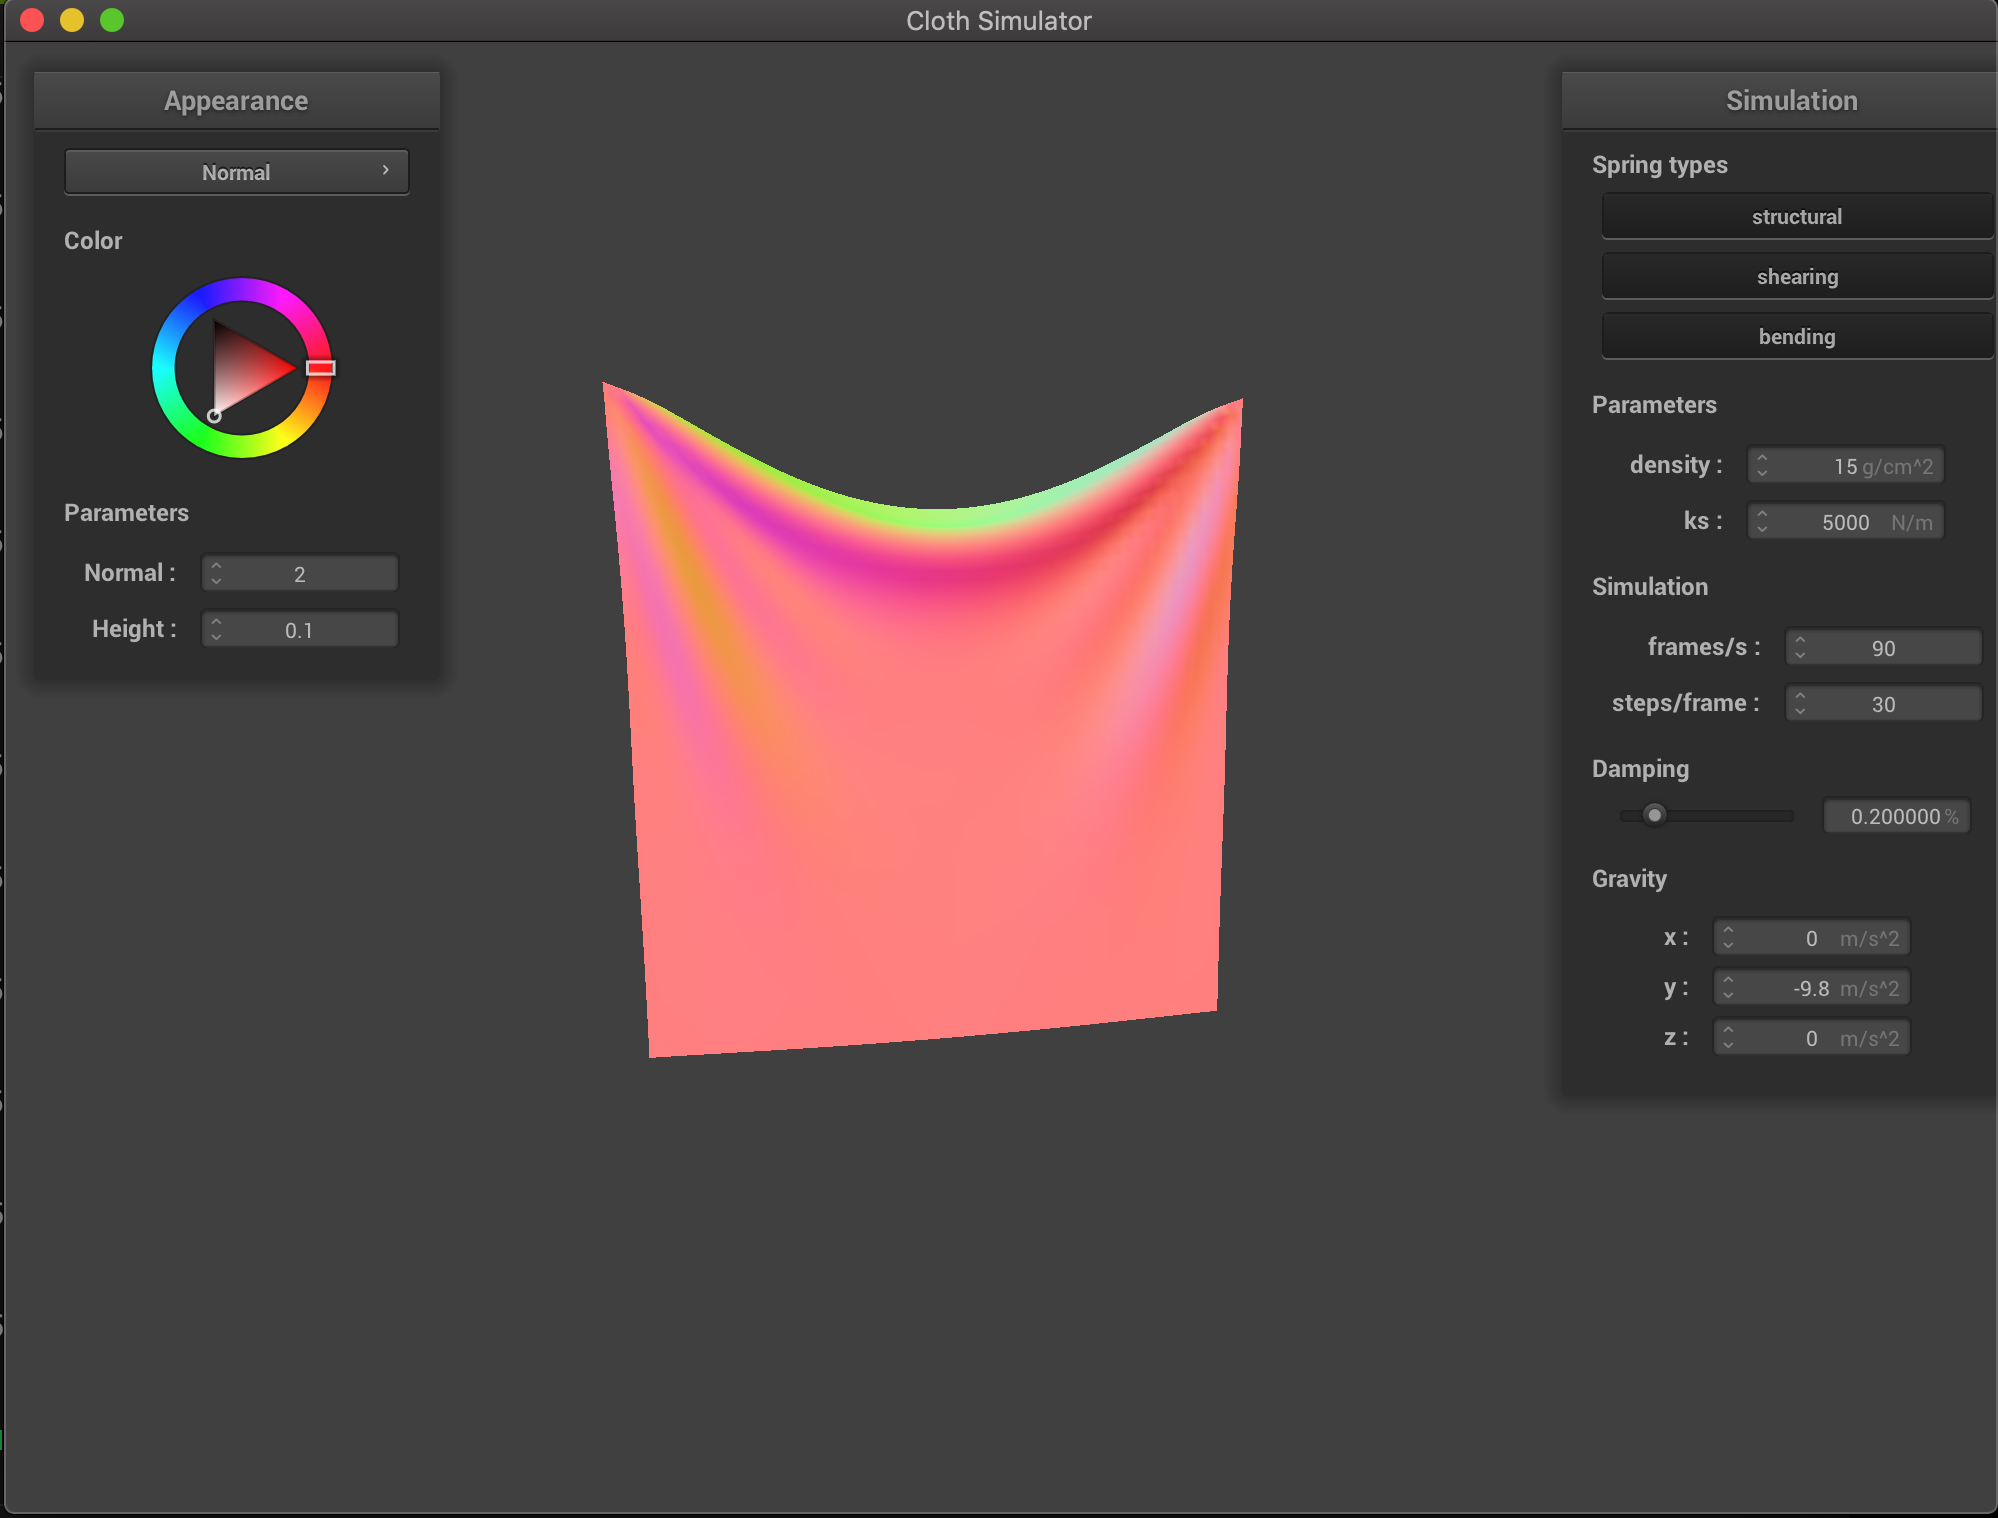 Cloth Simulator
Appearance
Normal
Color
Parameters
Normal : 2
Height : 0.1
Simulation
Spring types
structural
shearing
bending
Parameters
density : 15 g/cm^2
ks : 5000 N/m
Simulation
frames/s : 90
steps/frame : 30
Damping
0.200000 %
Gravity
x : 0 m/s^2
y : -9.8 m/s^2
z : 0 m/s^2